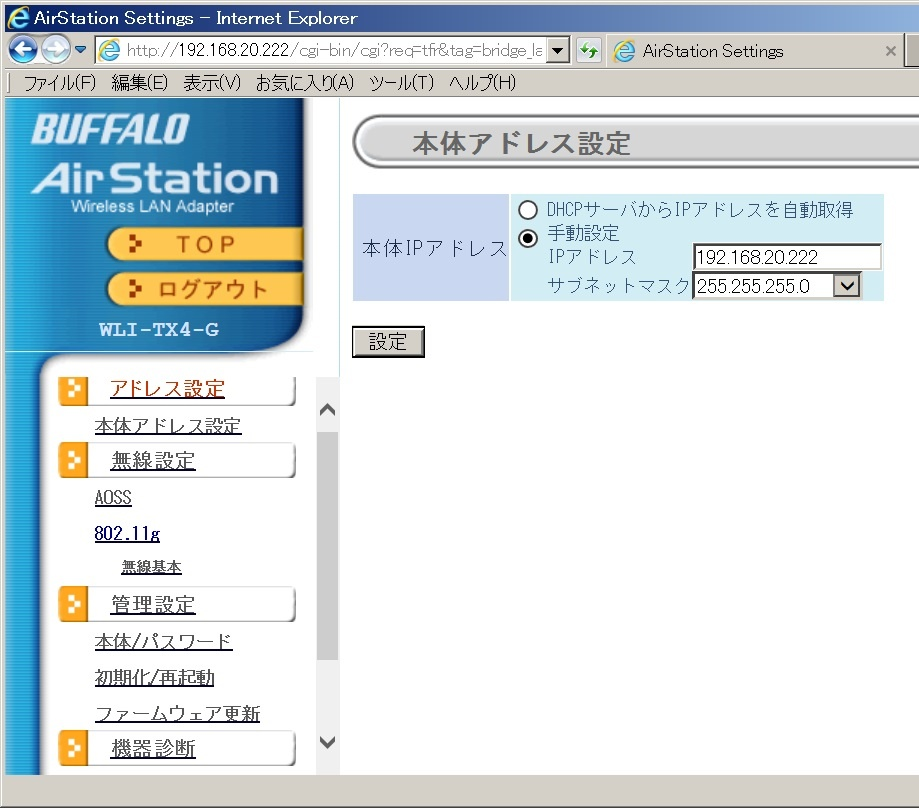 AirStation Settings - Internet Explorer
http://192.168.20.222/cgi-bin/cgi?req=tfr&tag=bridge_la
AirStation Settings
ファイル(F) 編集(E) 表示(V) お気に入り(A) ツール(T) ヘルプ(H)
BUFFALO
AirStation
Wireless LAN Adapter
TOP
ログアウト
WLI-TX4-G
アドレス設定
本体アドレス設定
無線設定
AOSS
802.11g
無線基本
管理設定
本体/パスワード
初期化/再起動
ファームウェア更新
機器診断
本体アドレス設定
本体IPアドレス
DHCPサーバからIPアドレスを自動取得
手動設定
IPアドレス 192.168.20.222
サブネットマスク 255.255.255.0
設定